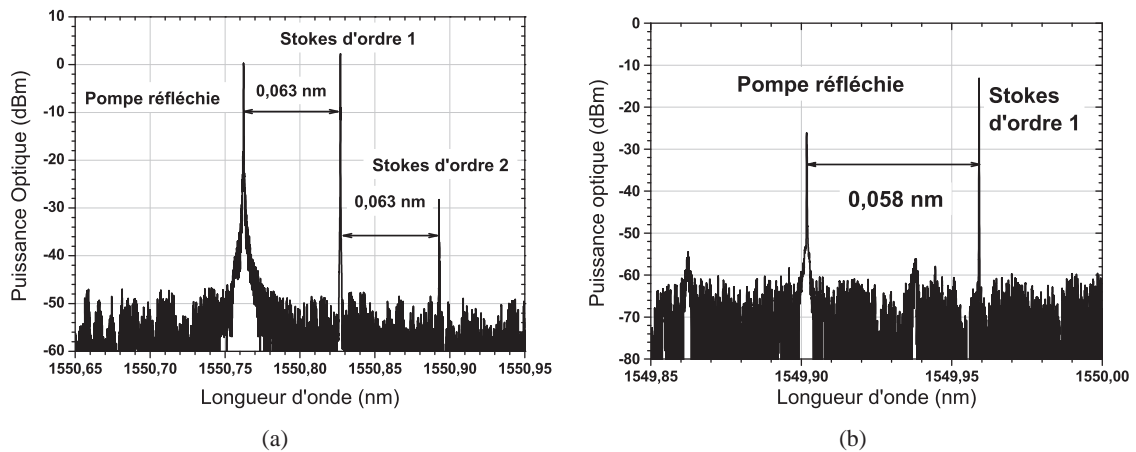 10
0
-10
-20
-30
-40
-50
-60
Puissance Optique (dBm)
Stokes d'ordre 1
0,063 nm
Pompe réfléchie
Stokes d'ordre 2
0,063 nm
1550,65 1550,70 1550,75 1550,80 1550,85 1550,90 1550,95
Longueur d'onde (nm)
(a)
0
-10
-20
-30
-40
-50
-60
-70
-80
Puissance optique (dBm)
Pompe réfléchie
Stokes
d'ordre 1
0,058 nm
1549,85 1549,90 1549,95 1550,00
Longueur d'onde (nm)
(b)